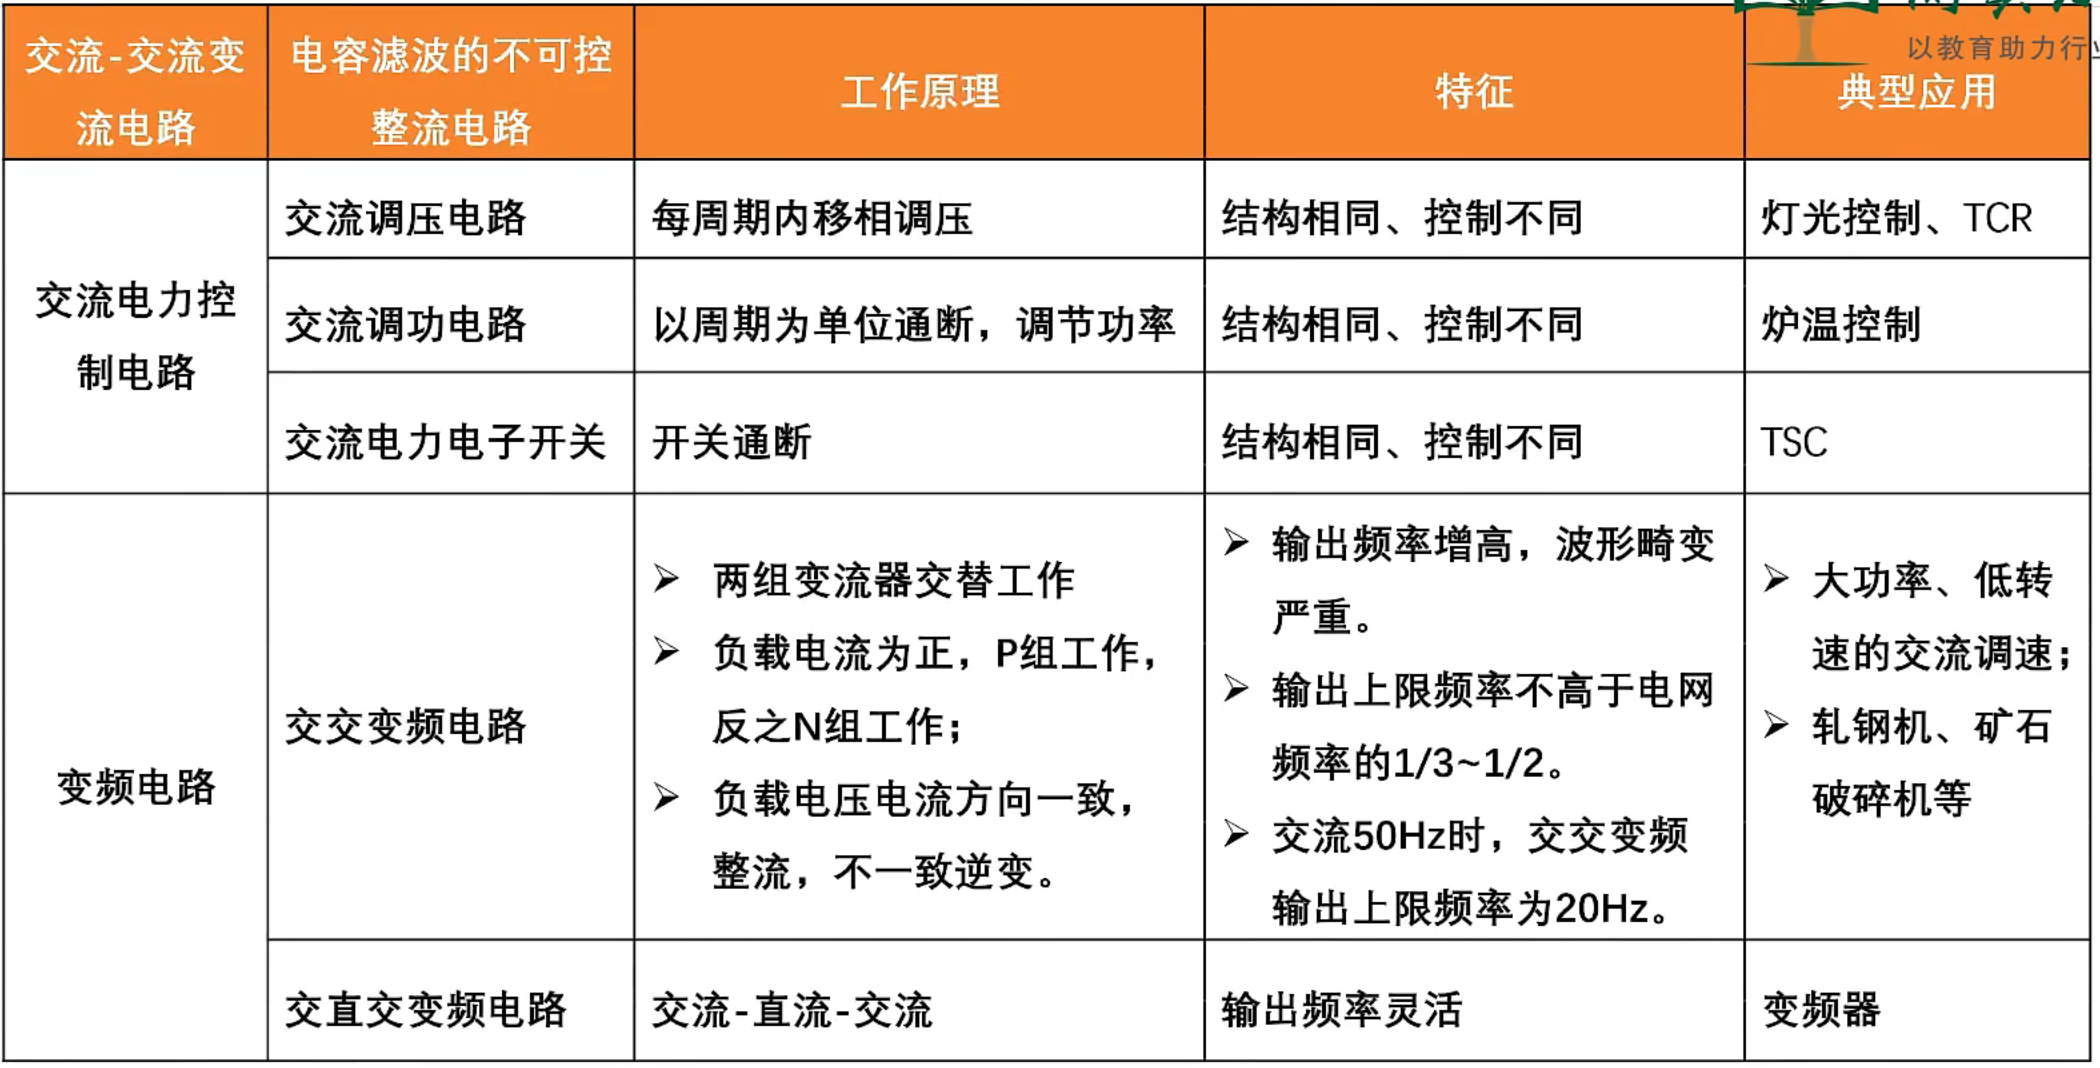 以教育助力行业
交流-交流变
流电路
电容滤波的不可控
整流电路
工作原理
特征
典型应用
交流电力控
制电路
交流调压电路
每周期内移相调压
结构相同、控制不同
灯光控制、TCR
交流调功电路
以周期为单位通断，调节功率
结构相同、控制不同
炉温控制
交流电力电子开关
开关通断
结构相同、控制不同
TSC
变频电路
交交变频电路
➢ 两组变流器交替工作
➢ 负载电流为正，P组工作，
反之N组工作；
➢ 负载电压电流方向一致，
整流，不一致逆变。
➢ 输出频率增高，波形畸变
严重。
➢ 输出上限频率不高于电网
频率的1/3~1/2。
➢ 交流50Hz时，交交变频
输出上限频率为20Hz。
➢ 大功率、低转
速的交流调速；
➢ 轧钢机、矿石
破碎机等
交直交变频电路
交流-直流-交流
输出频率灵活
变频器